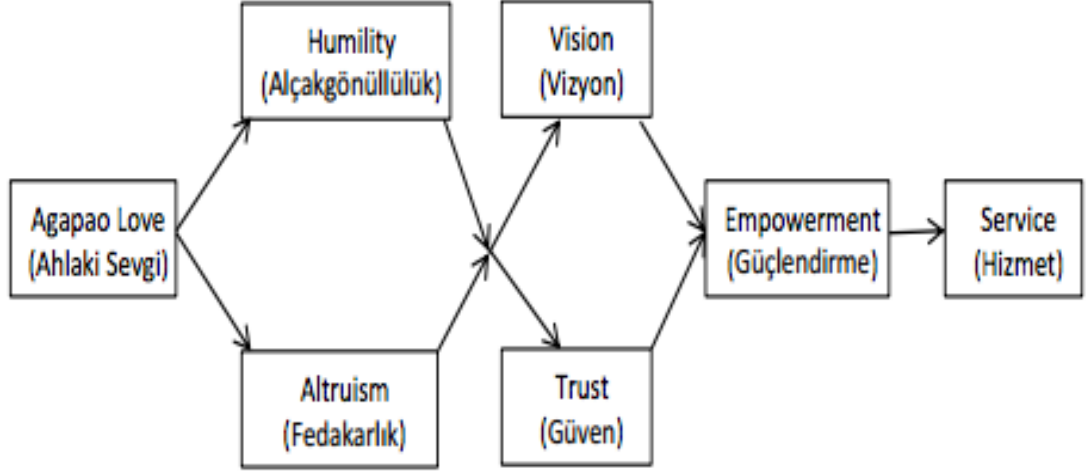 Humility
(Alçakgönüllülük)
Vision
(Vizyon)
Agapao Love
(Ahlaki Sevgi)
Empowerment
(Güçlendirme)
Service
(Hizmet)
Altruism
(Fedakarlık)
Trust
(Güven)